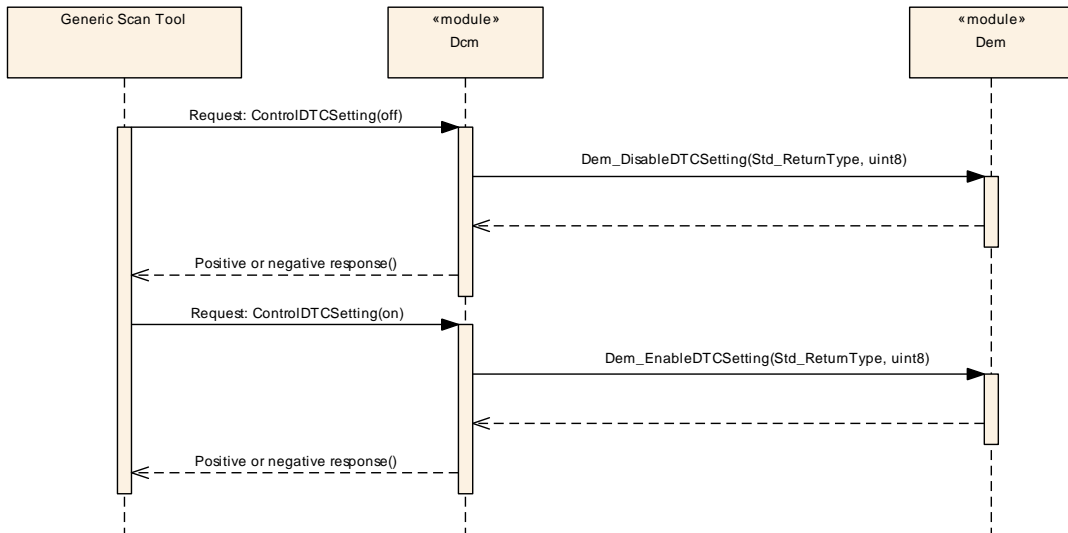 Generic Scan Tool
«module»
Dcm
«module»
Dem
Request: ControlDTCSetting(off)
Dem_DisableDTCSetting(Std_ReturnType, uint8)
Positive or negative response()
Request: ControlDTCSetting(on)
Dem_EnableDTCSetting(Std_ReturnType, uint8)
Positive or negative response()